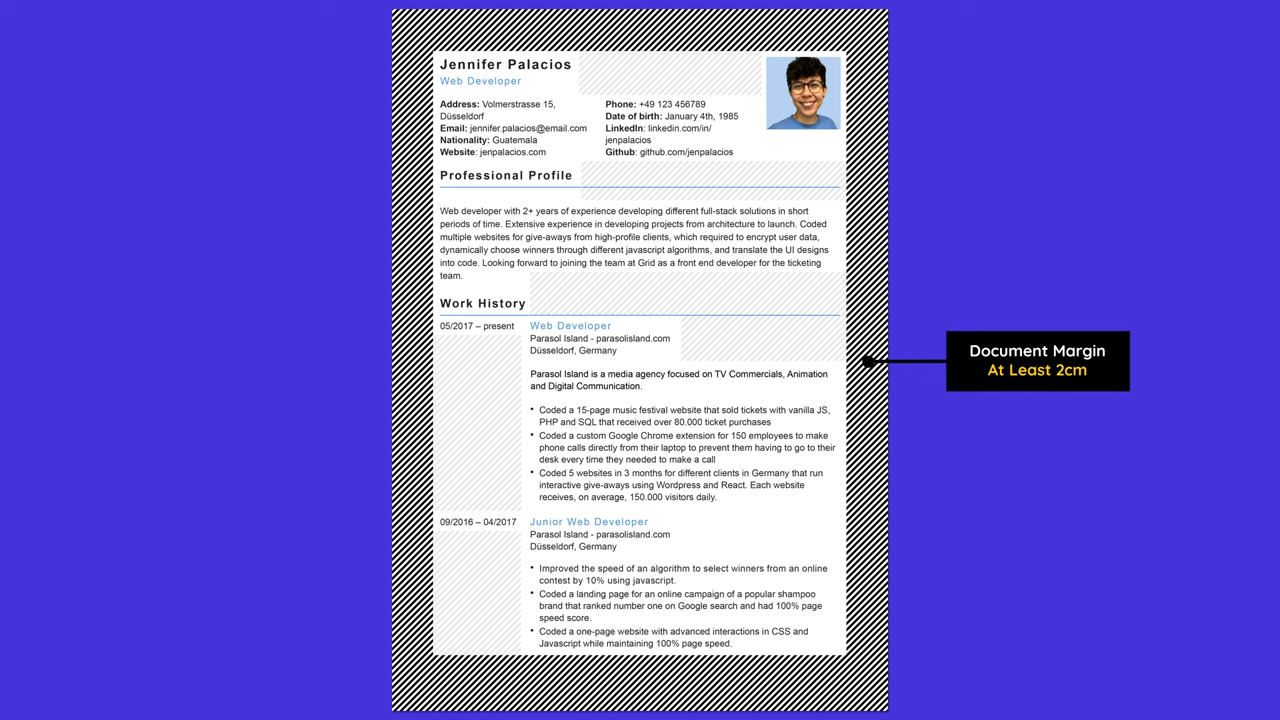 Jennifer Palacios
Web Developer
Address: Volmerstrasse 15,
Düsseldorf
Email: jennifer.palacios@email.com
Nationality: Guatemala
Website: jenpalacios.com
Phone: +49 123 456789
Date of birth: January 4th, 1985
LinkedIn: linkedin.com/in/
jenpalacios
Github: github.com/jenpalacios
Professional Profile
Web developer with 2+ years of experience developing different full-stack solutions in short
periods of time. Extensive experience in developing projects from architecture to launch. Coded
multiple websites for give-aways from high-profile clients, which required to encrypt user data,
dynamically choose winners through different javascript algorithms, and translate the UI designs
into code. Looking forward to joining the team at Grid as a front end developer for the ticketing
team.
Work History
05/2017 – present
Web Developer
Parasol Island - parasolisland.com
Düsseldorf, Germany
Parasol Island is a media agency focused on TV Commercials, Animation
and Digital Communication.
• Coded a 15-page music festival website that sold tickets with vanilla JS,
PHP and SQL that received over 80.000 ticket purchases
• Coded a custom Google Chrome extension for 150 employees to make
phone calls directly from their laptop to prevent them having to go to their
desk every time they needed to make a call
• Coded 5 websites in 3 months for different clients in Germany that run
interactive give-aways using Wordpress and React. Each website
receives, on average, 150.000 visitors daily.
09/2016 – 04/2017
Junior Web Developer
Parasol Island - parasolisland.com
Düsseldorf, Germany
• Improved the speed of an algorithm to select winners from an online
contest by 10% using javascript.
• Coded a landing page for an online campaign of a popular shampoo
brand that ranked number one on Google search and had 100% page
speed score.
• Coded a one-page website with advanced interactions in CSS and
Javascript while maintaining 100% page speed.
Document Margin
At Least 2cm